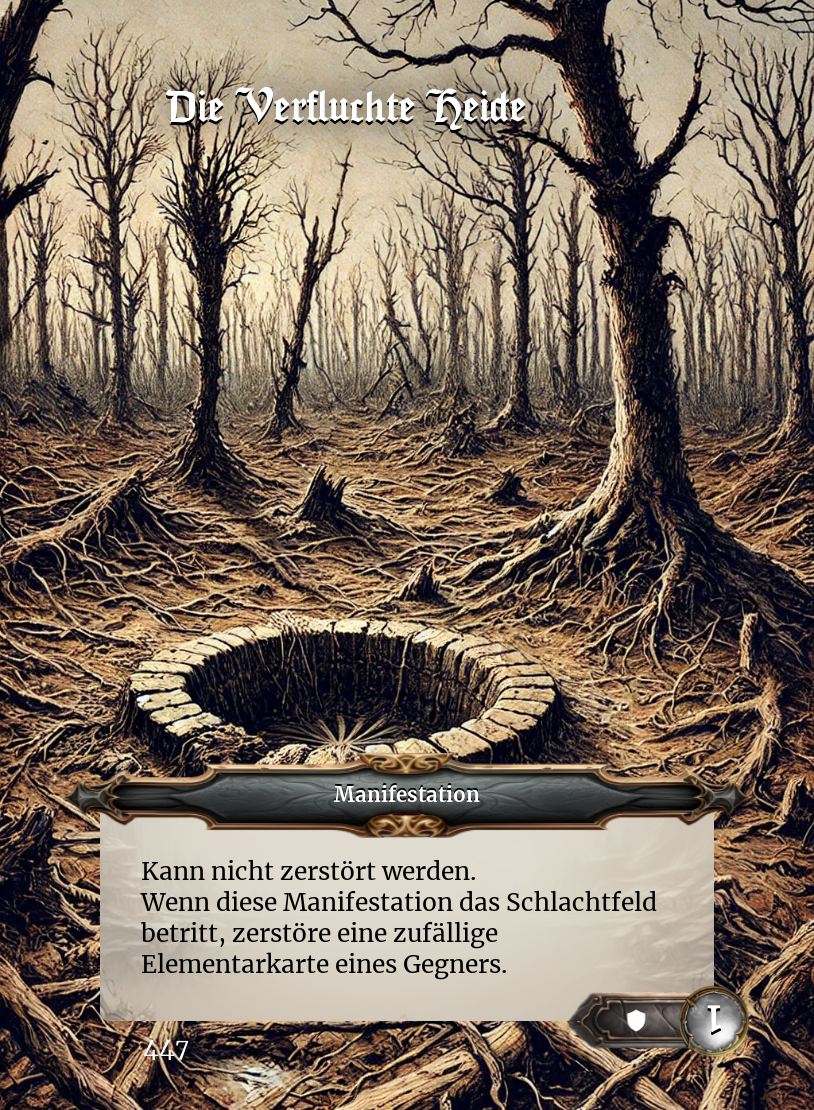 Die Verfluchte Heide
Manifestation
Kann nicht zerstört werden.
Wenn diese Manifestation das Schlachtfeld
betritt, zerstöre eine zufällige
Elementarkarte eines Gegners.
447